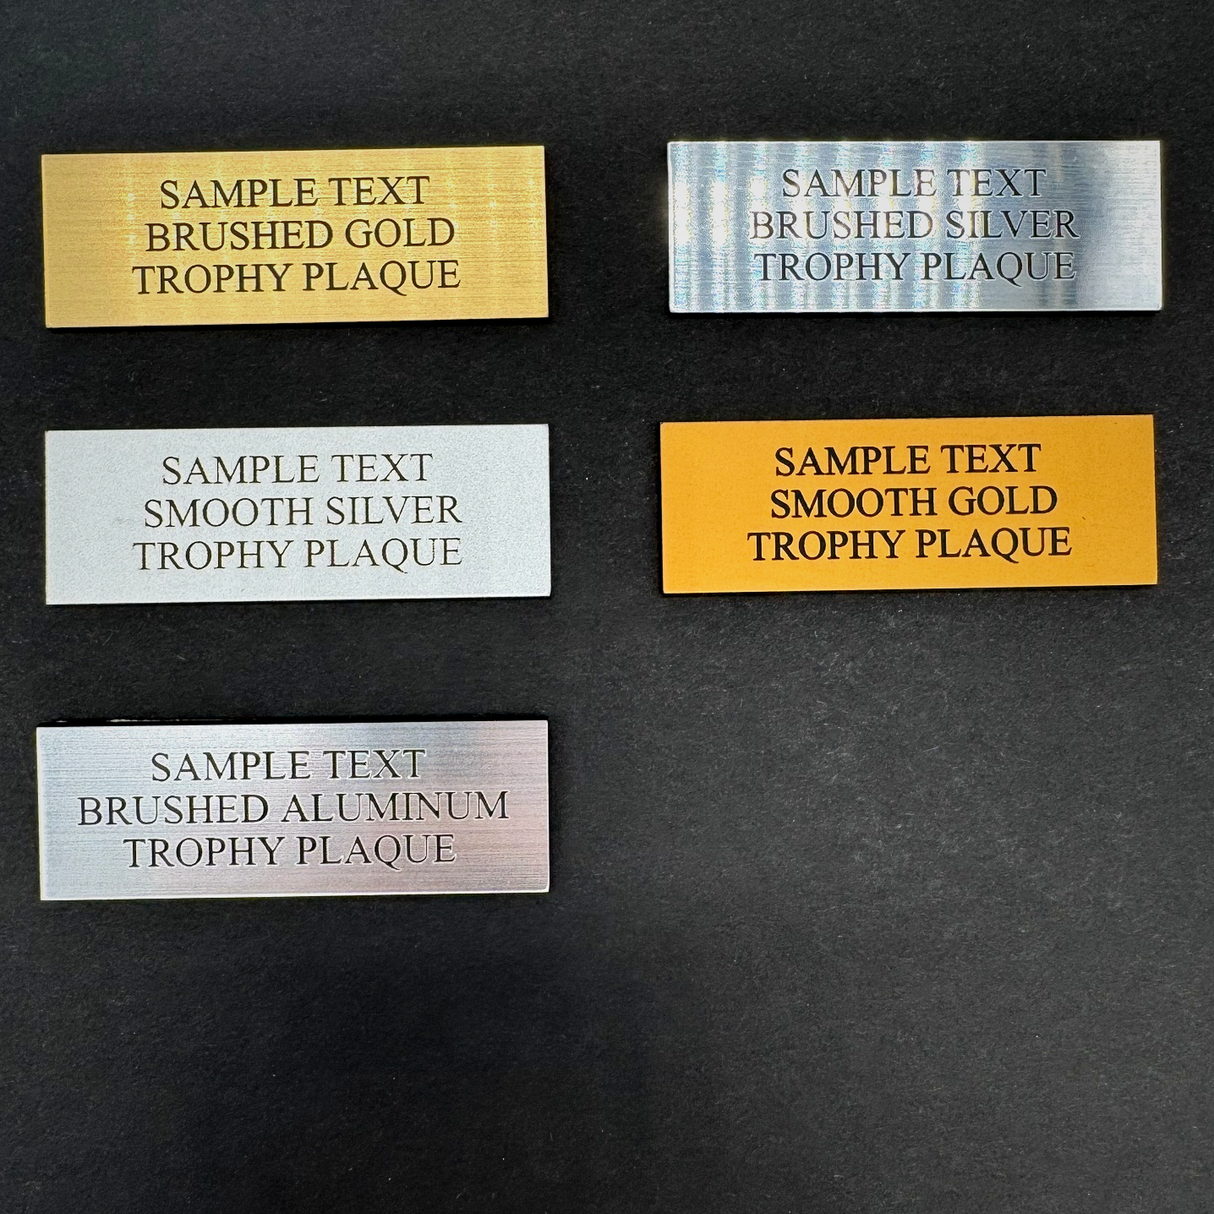 SAMPLE TEXT
BRUSHED GOLD
TROPHY PLAQUE
SAMPLE TEXT
BRUSHED SILVER
TROPHY PLAQUE
SAMPLE TEXT
SMOOTH SILVER
TROPHY PLAQUE
SAMPLE TEXT
SMOOTH GOLD
TROPHY PLAQUE
SAMPLE TEXT
BRUSHED ALUMINUM
TROPHY PLAQUE